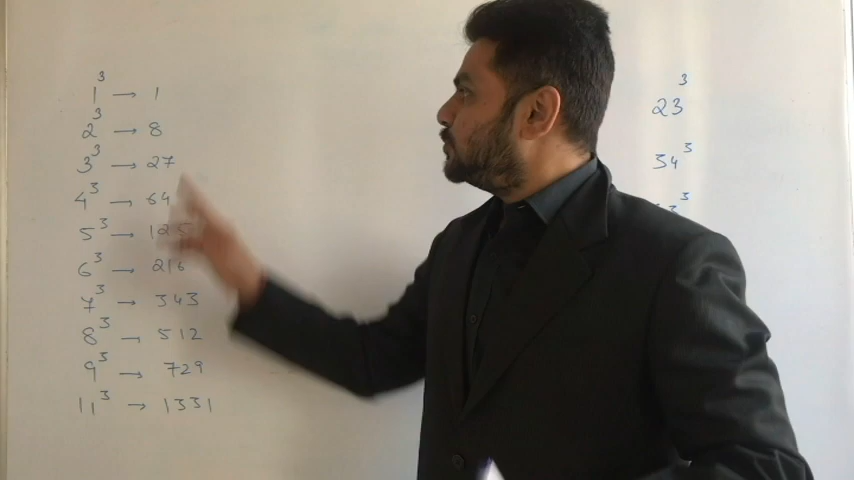 1³ → 1
2³ → 8
3³ → 27
4³ → 64
5³ → 125
6³ → 216
7³ → 343
8³ → 512
9³ → 729
11³ → 1331
23³
34³